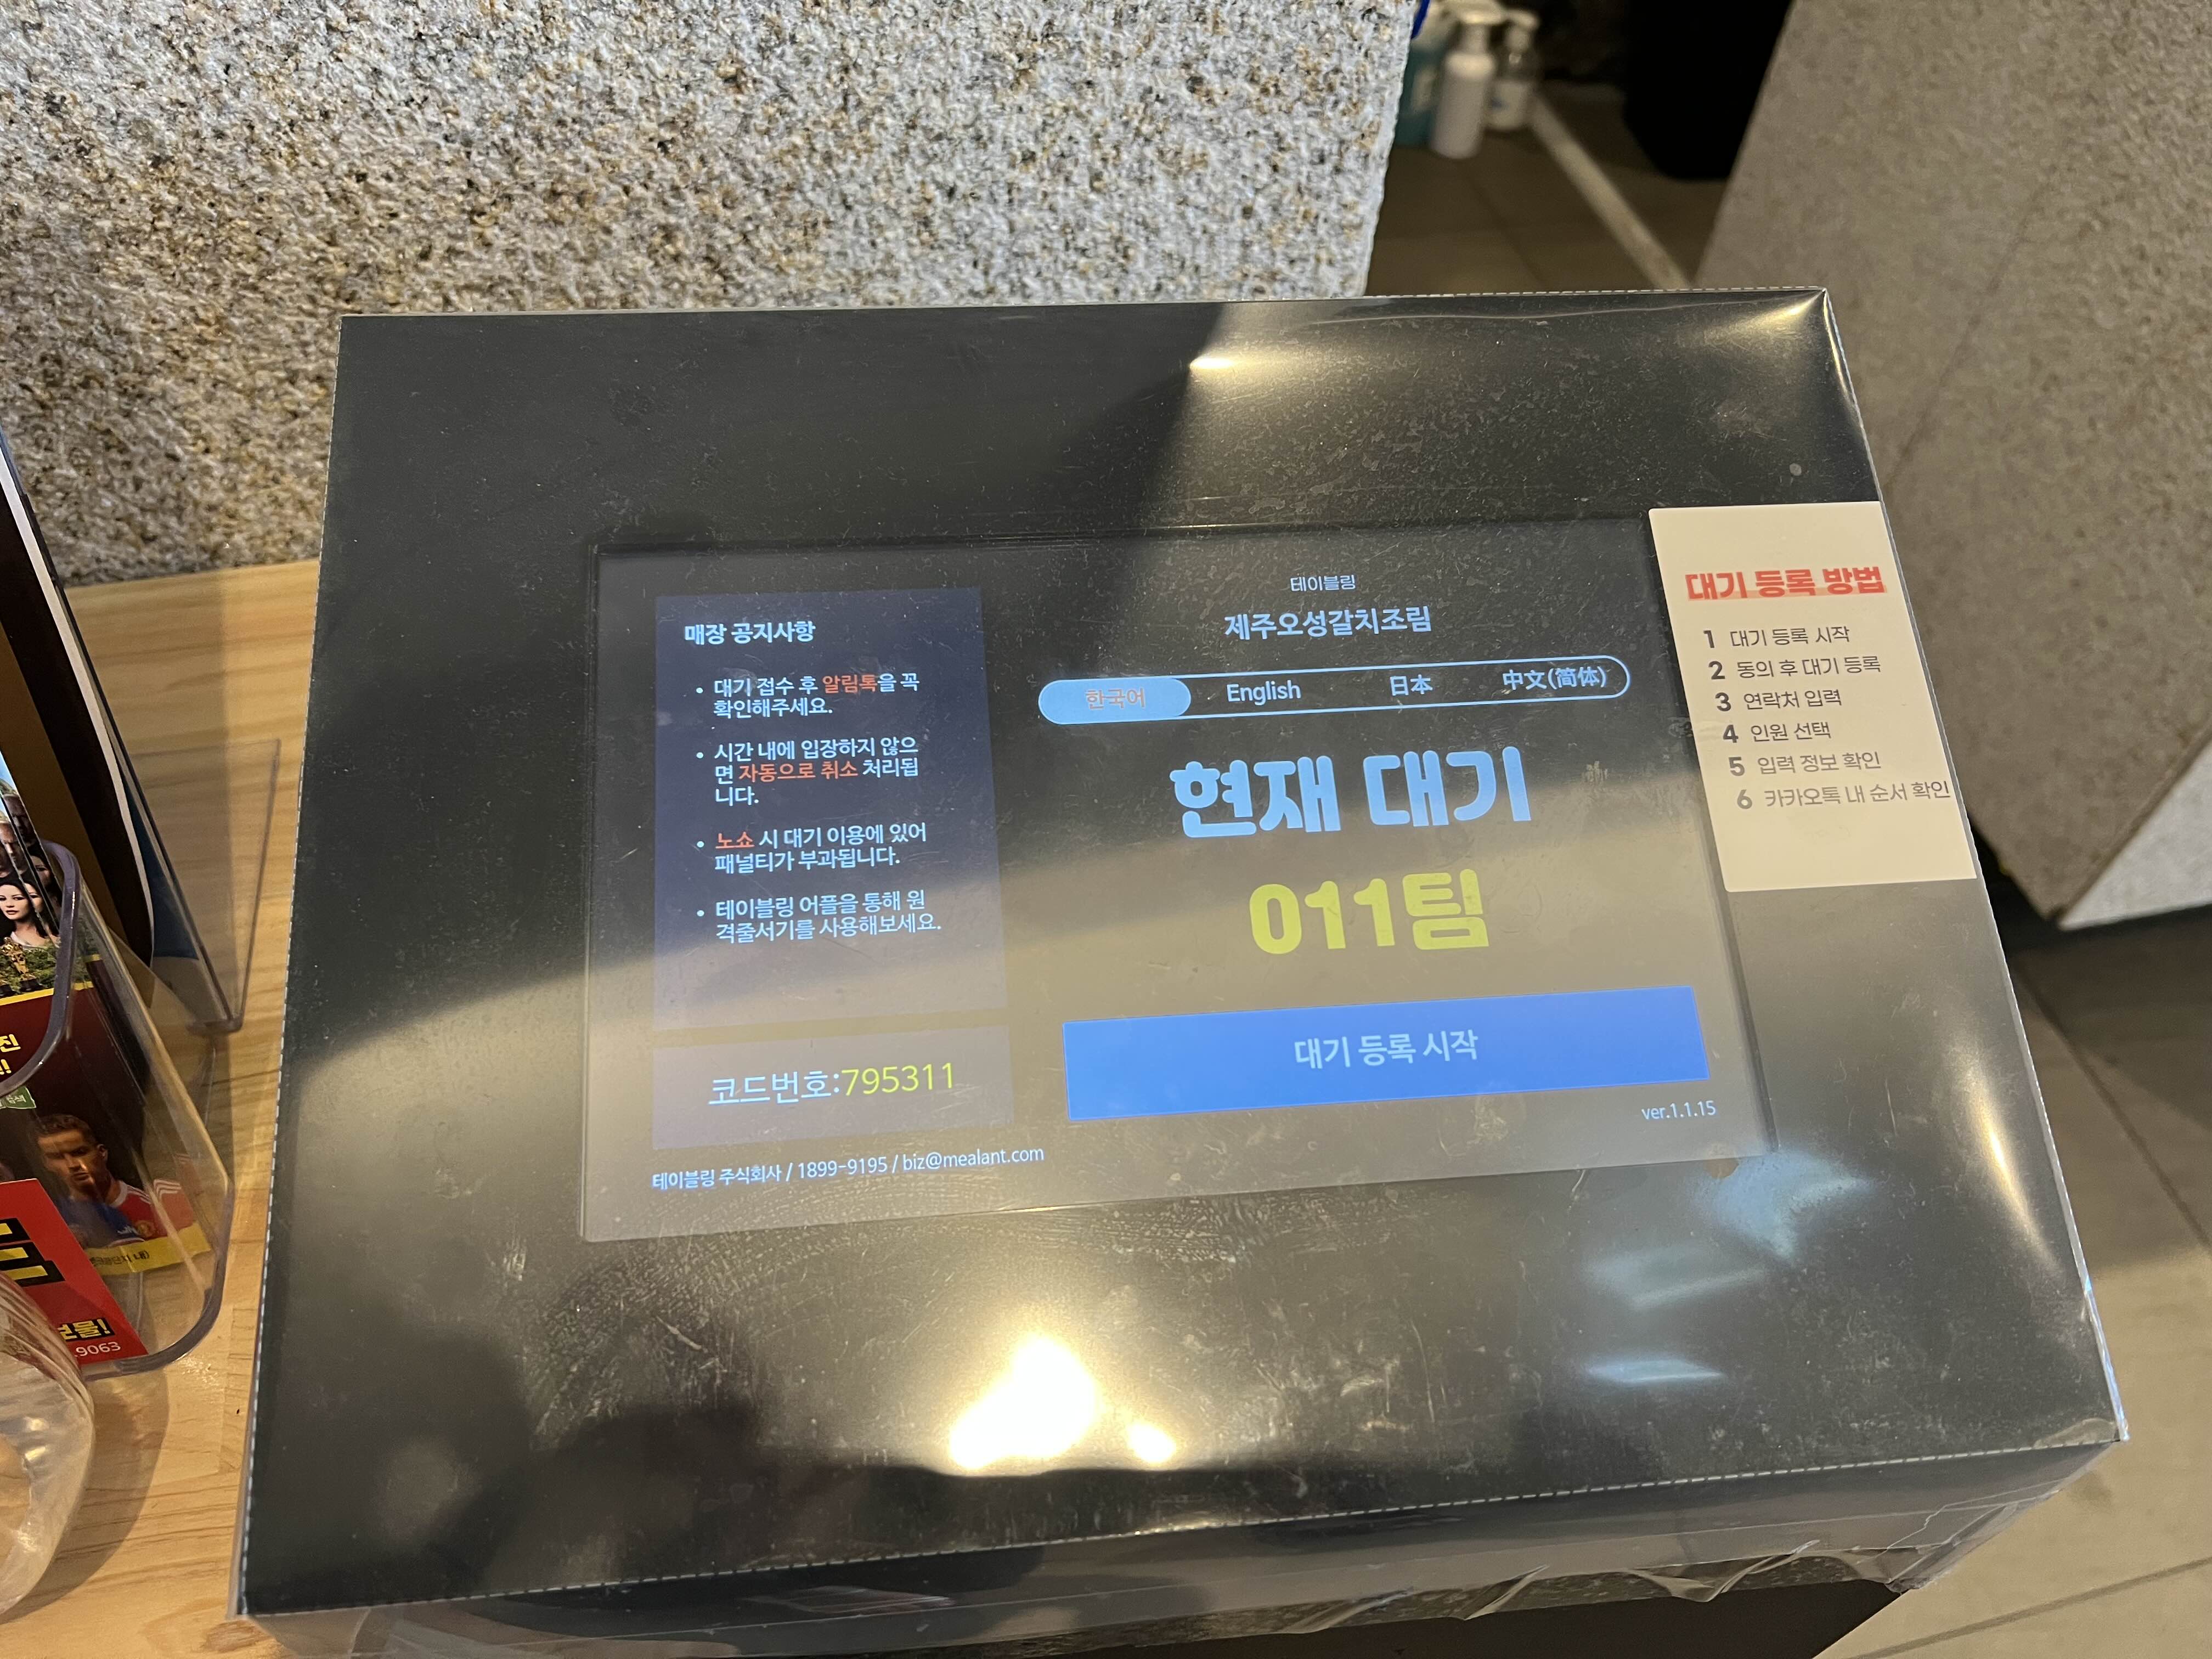 테이블링
제주오성갈치조림
한국어 English 日本 中文(简体)
매장 공지사항
• 대기 접수 후 알림톡을 꼭
확인해주세요.
• 시간 내에 입장하지 않으
면 자동으로 취소 처리됩
니다.
• 노쇼 시 대기 이용에 있어
패널티가 부과됩니다.
• 테이블링 어플을 통해 원
격줄서기를 사용해보세요.
코드번호:795311
현재 대기
011팀
대기 등록 시작
ver.1.1.15
테이블링 주식회사 / 1899-9195 / biz@mealant.com
대기 등록 방법
1 대기 등록 시작
2 동의 후 대기 등록
3 연락처 입력
4 인원 선택
5 입력 정보 확인
6 카카오톡 내 순서 확인
9063